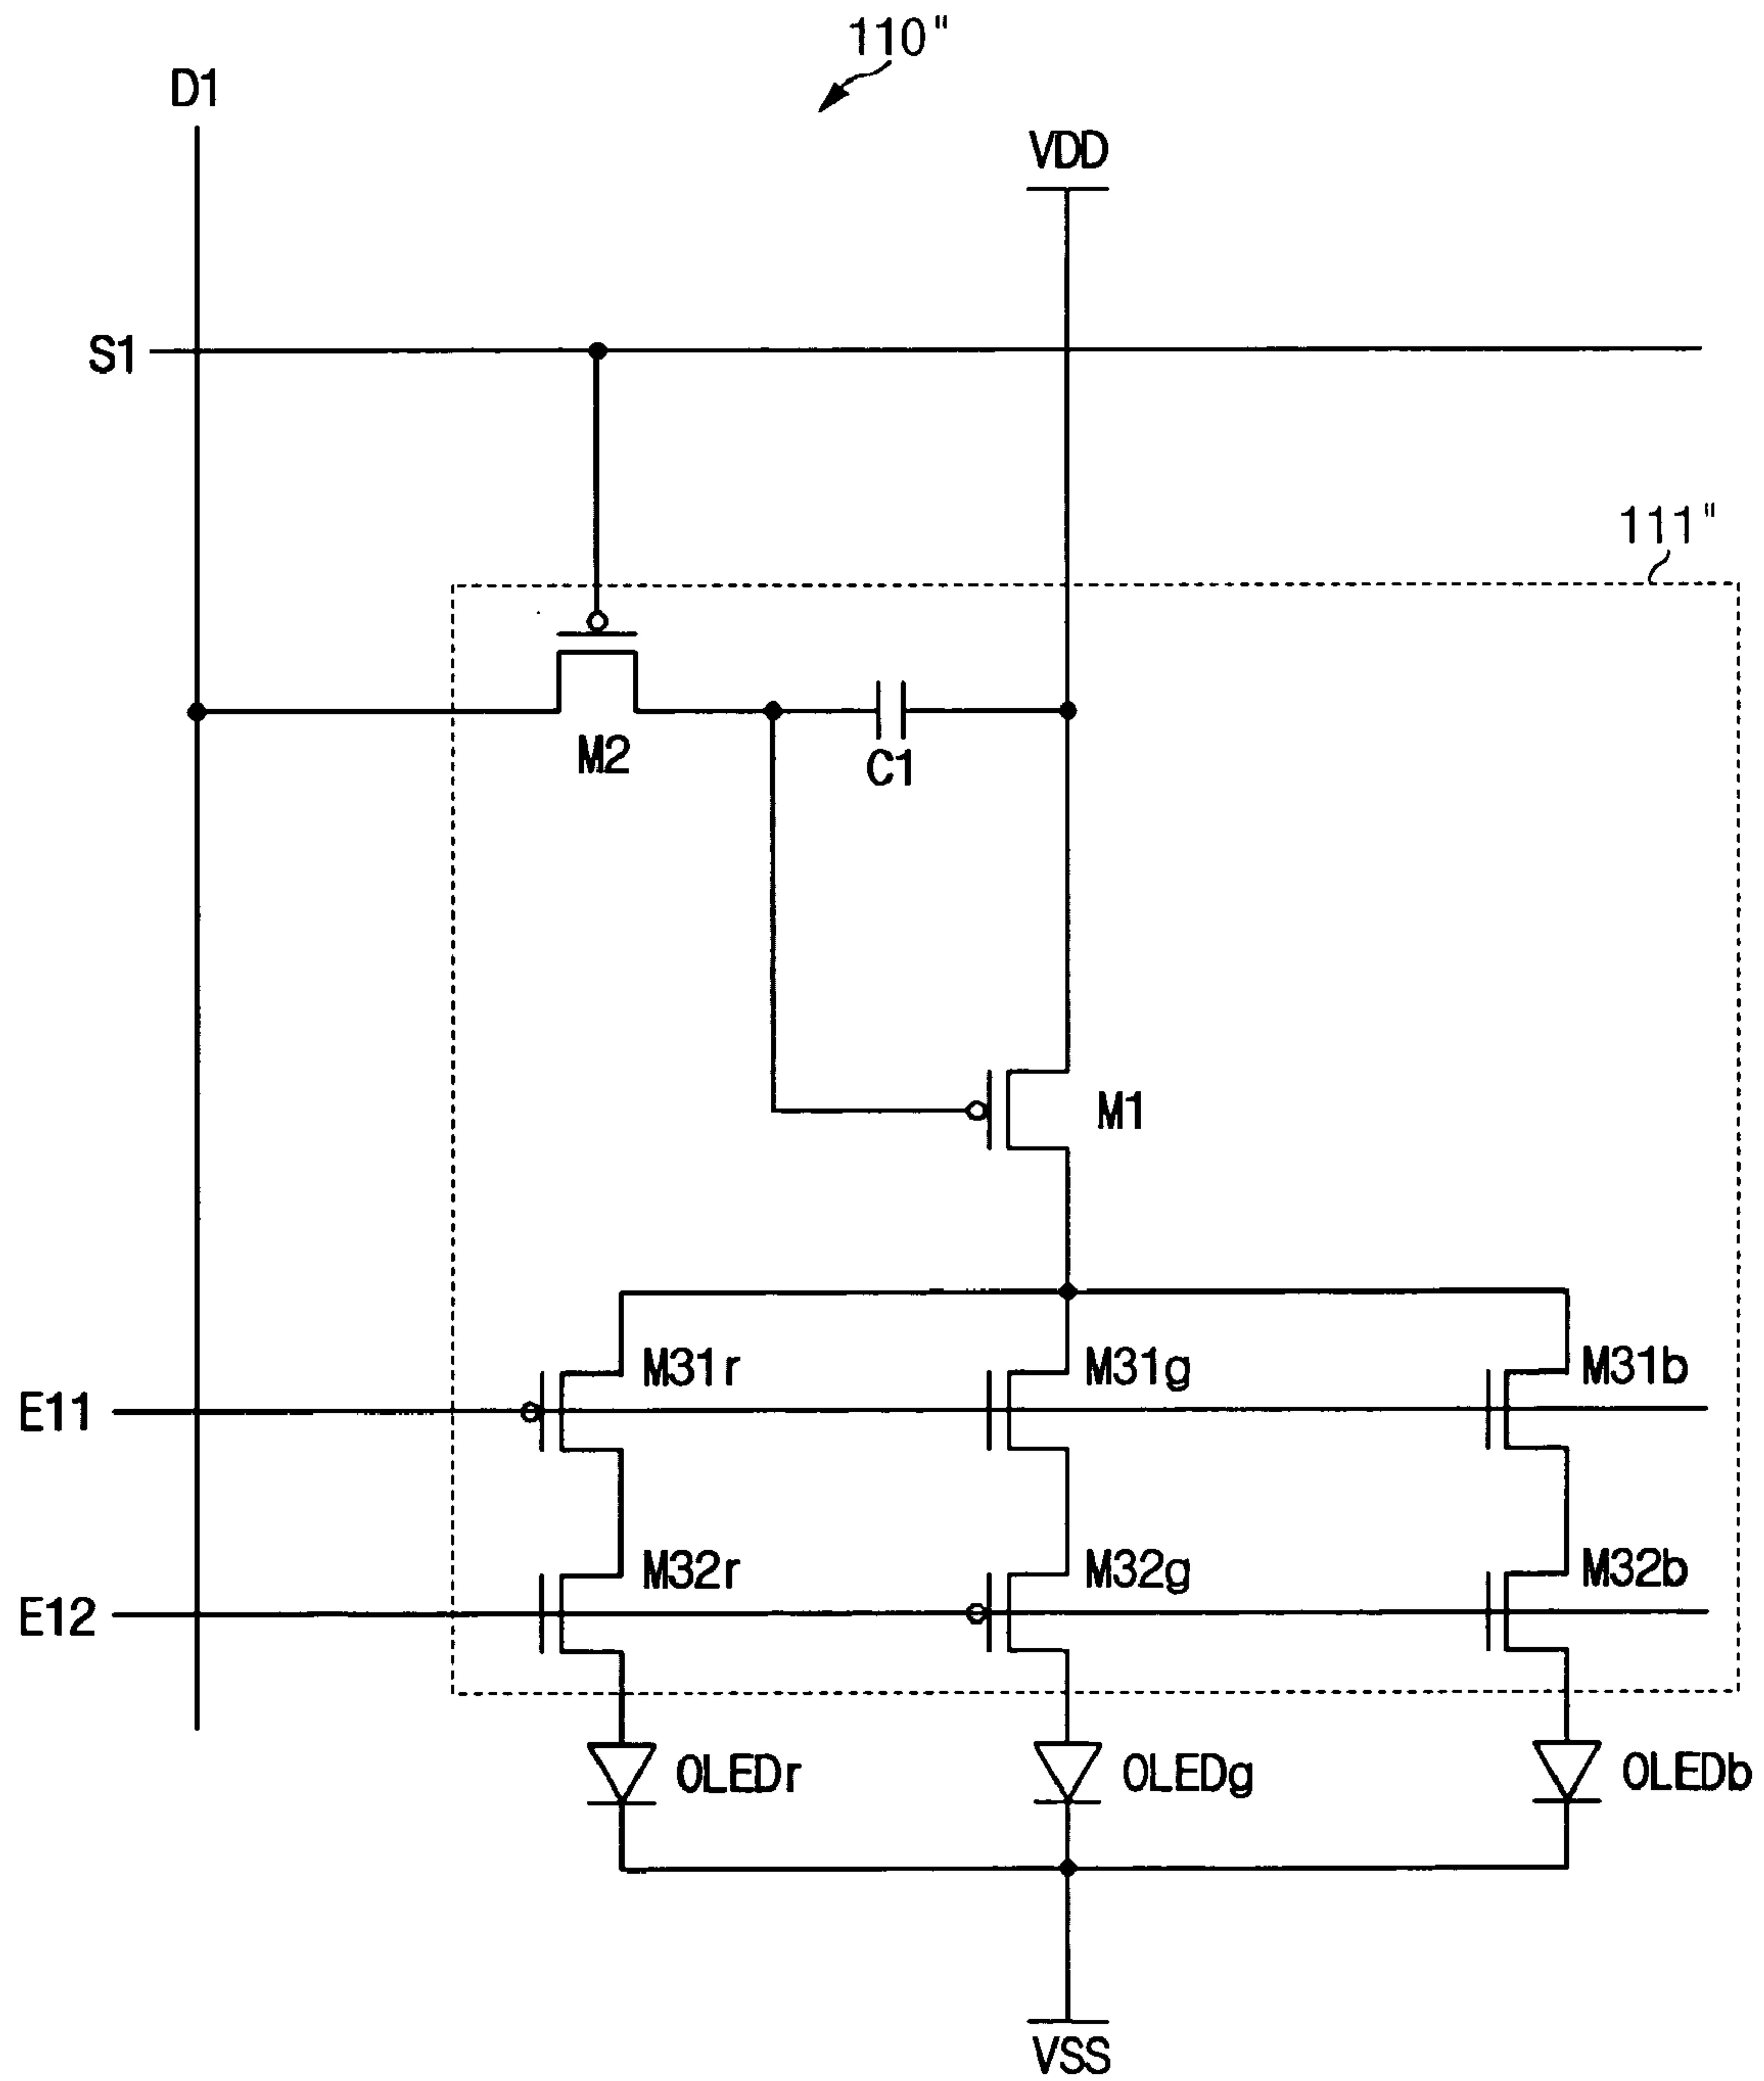 110"
D1
VDD
S1
111"
M2
C1
M1
M31r
M31g
M31b
E11
M32r
M32g
M32b
E12
OLEDr
OLEDg
OLEDb
VSS